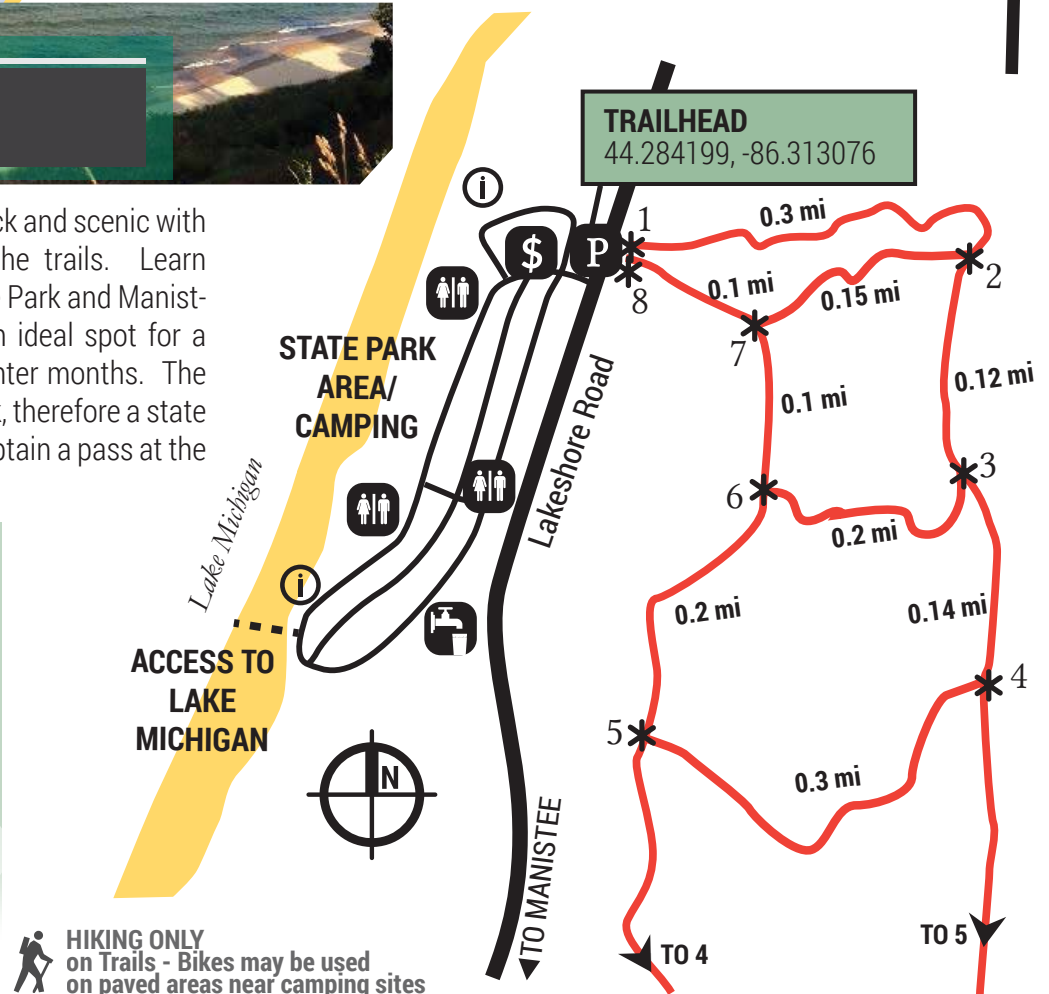 ck and scenic with
he trails. Learn
Park and Manist-
n ideal spot for a
nter months. The
, therefore a state
btain a pass at the
TRAILHEAD
44.284199, -86.313076
i
$
P
1
8
0.3 mi
2
0.1 mi
0.15 mi
7
0.12 mi
0.1 mi
STATE PARK
AREA/
CAMPING
Lakeshore Road
3
6
0.2 mi
Lake Michigan
i
0.2 mi
0.14 mi
ACCESS TO
LAKE
MICHIGAN
4
5
N
0.3 mi
TO MANISTEE
TO 4
TO 5
HIKING ONLY
on Trails - Bikes may be used
on paved areas near camping sites